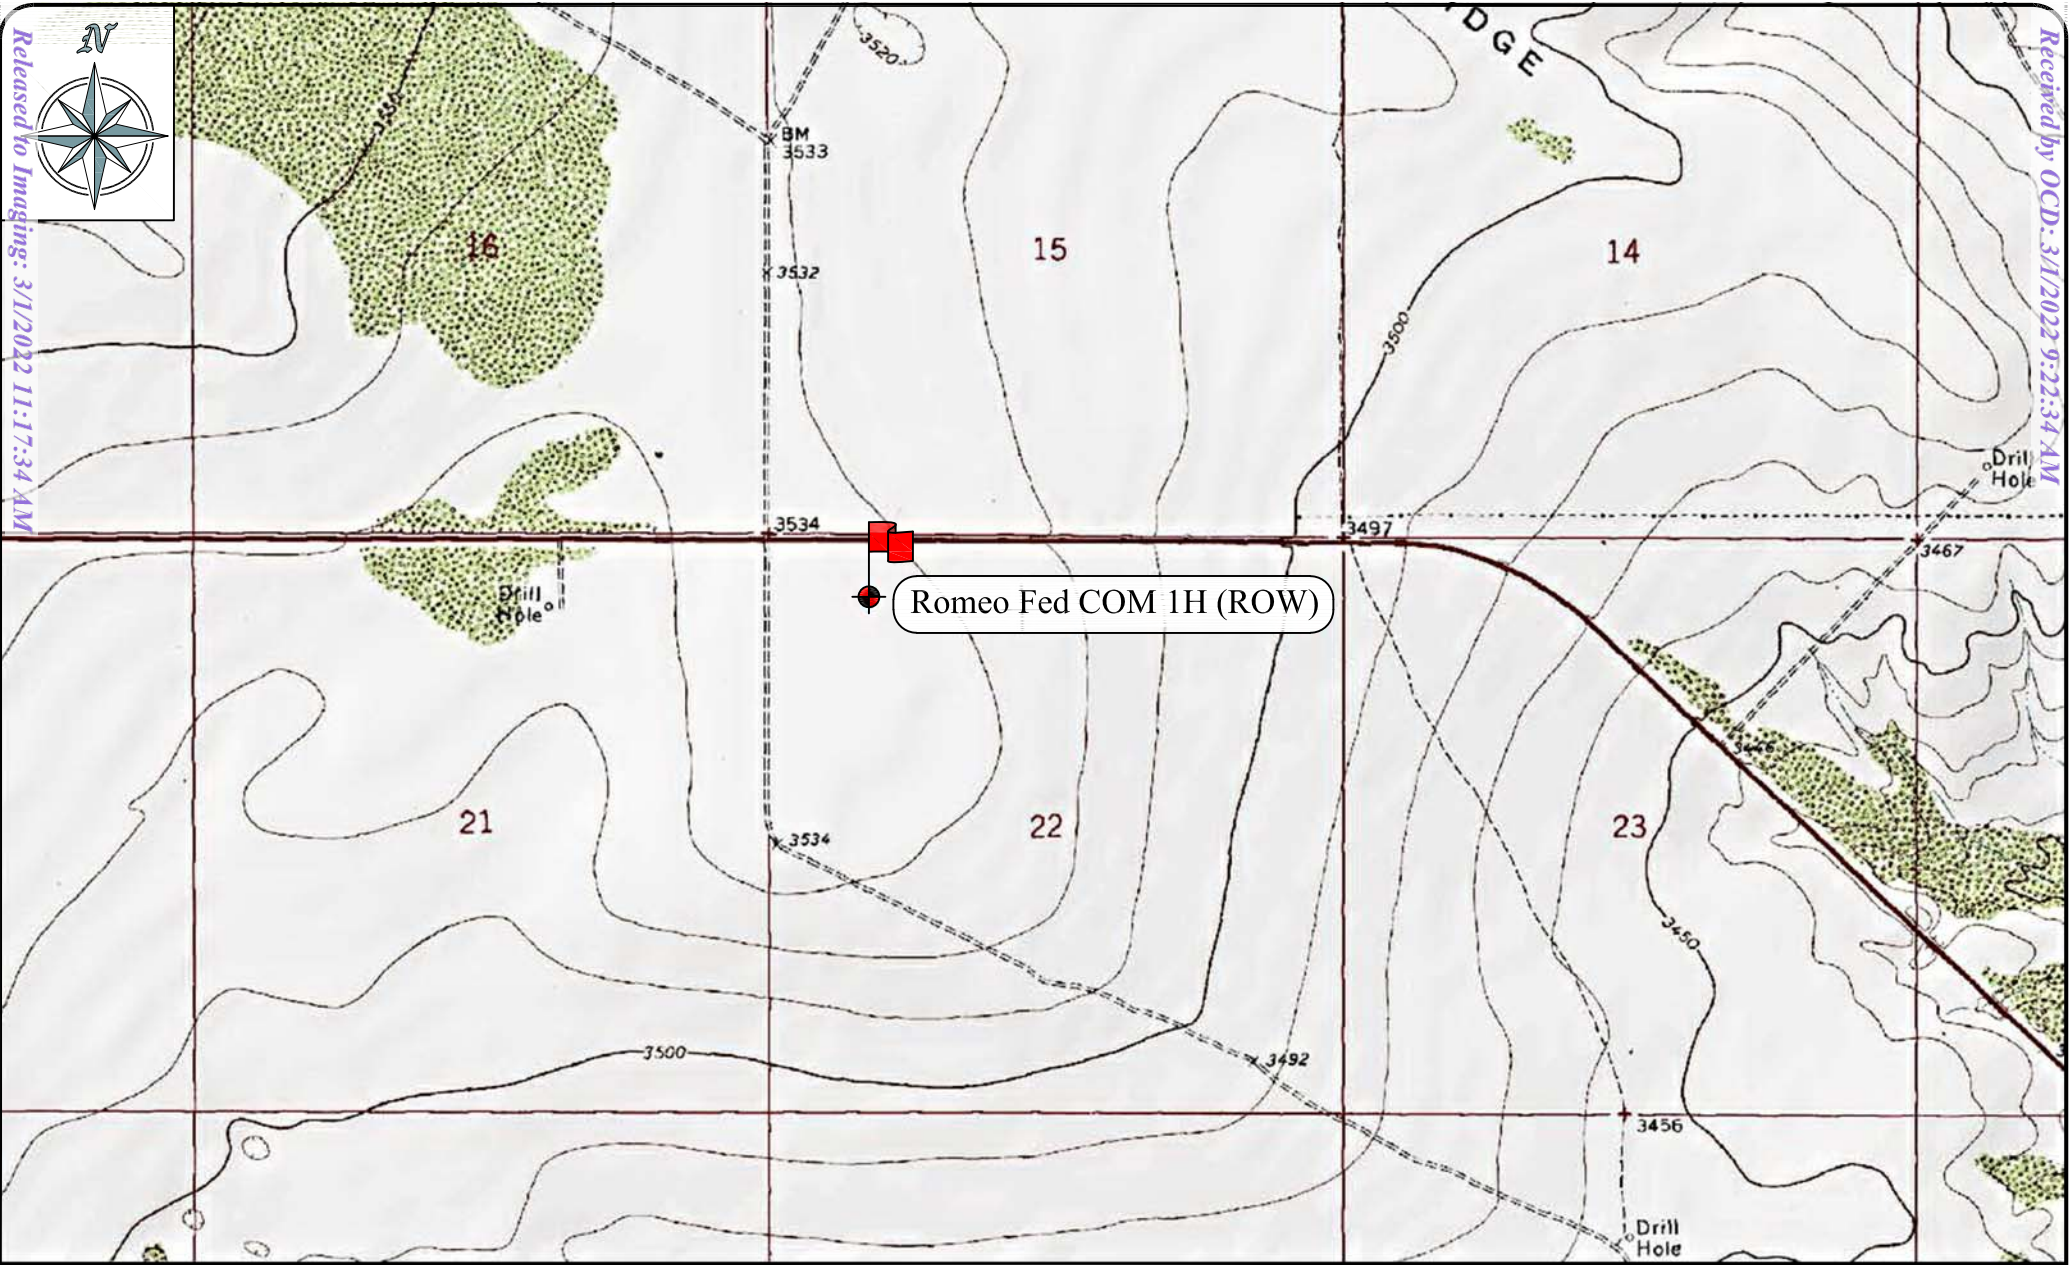 N
Released to Imaging: 3/1/2022 11:17:34 AM
Received by OCD: 3/1/2022 9:22:34 AM
3520
DGE
BM
3533
16
15
14
3532
3500
Drill
Hole
3534
3497
3467
Drill
Hole
Romeo Fed COM 1H (ROW)
3446
21
22
23
3534
3450
3500
3492
3456
Drill
Hole